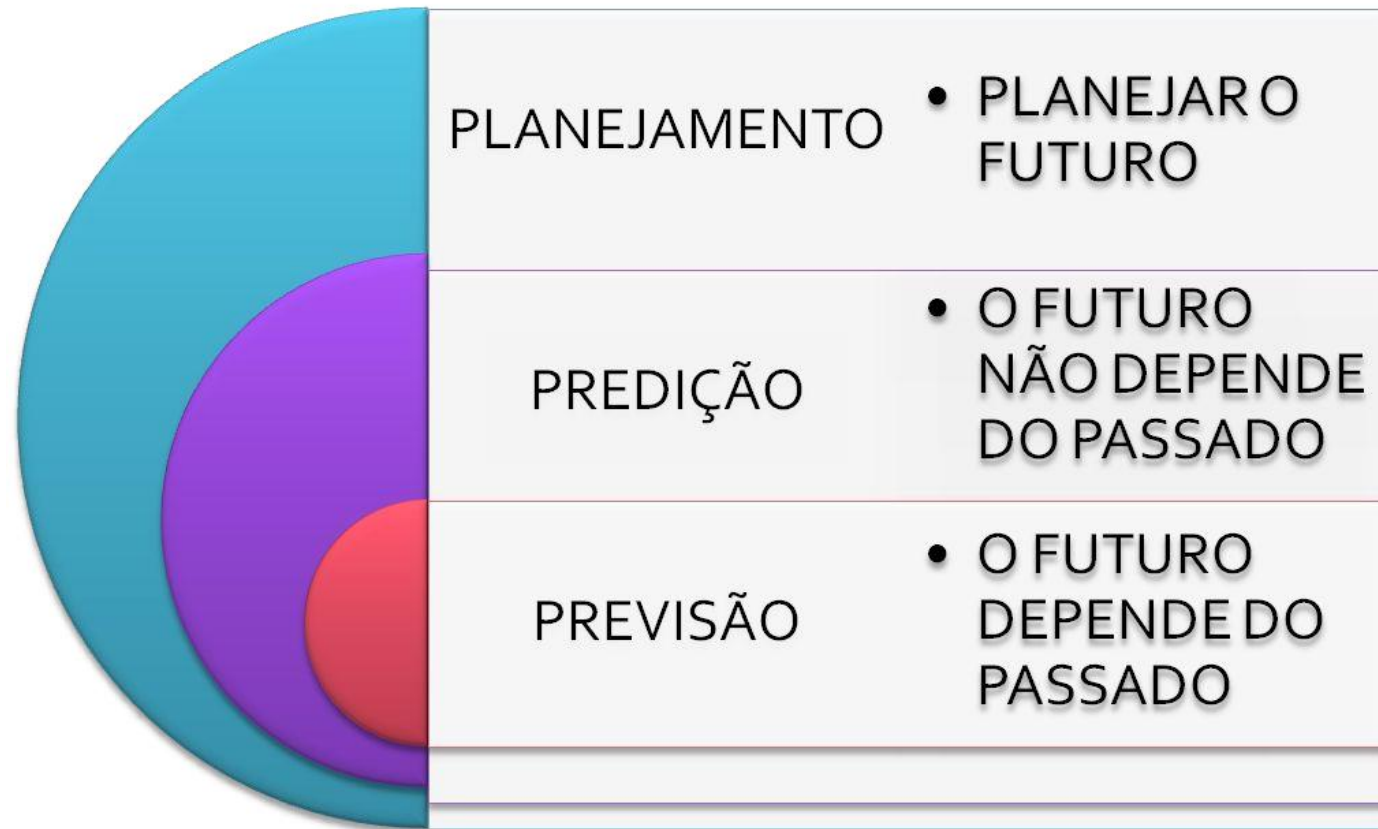 PLANEJAMENTO
• PLANEJAR O
FUTURO
PREDIÇÃO
• O FUTURO
NÃO DEPENDE
DO PASSADO
PREVISÃO
• O FUTURO
DEPENDE DO
PASSADO